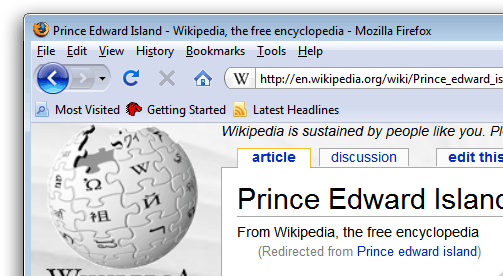 Prince Edward Island - Wikipedia, the free encyclopedia - Mozilla Firefox
File Edit View History Bookmarks Tools Help
W http://en.wikipedia.org/wiki/Prince_edward_is
Most Visited Getting Started Latest Headlines
Wikipedia is sustained by people like you. Pl
article discussion edit this
Ω W
祖 И
Prince Edward Island
From Wikipedia, the free encyclopedia
(Redirected from Prince edward island)
WIKIPEDIA